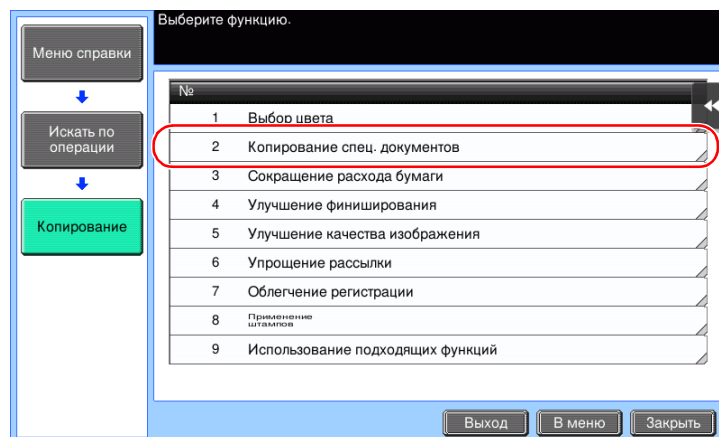 Выберите функцию.
Меню справки
Искать по
операции
Копирование
№
1 Выбор цвета
2 Копирование спец. документов
3 Сокращение расхода бумаги
4 Улучшение финиширования
5 Улучшение качества изображения
6 Упрощение рассылки
7 Облегчение регистрации
8 Применение
штампов
9 Использование подходящих функций
Выход В меню Закрыть